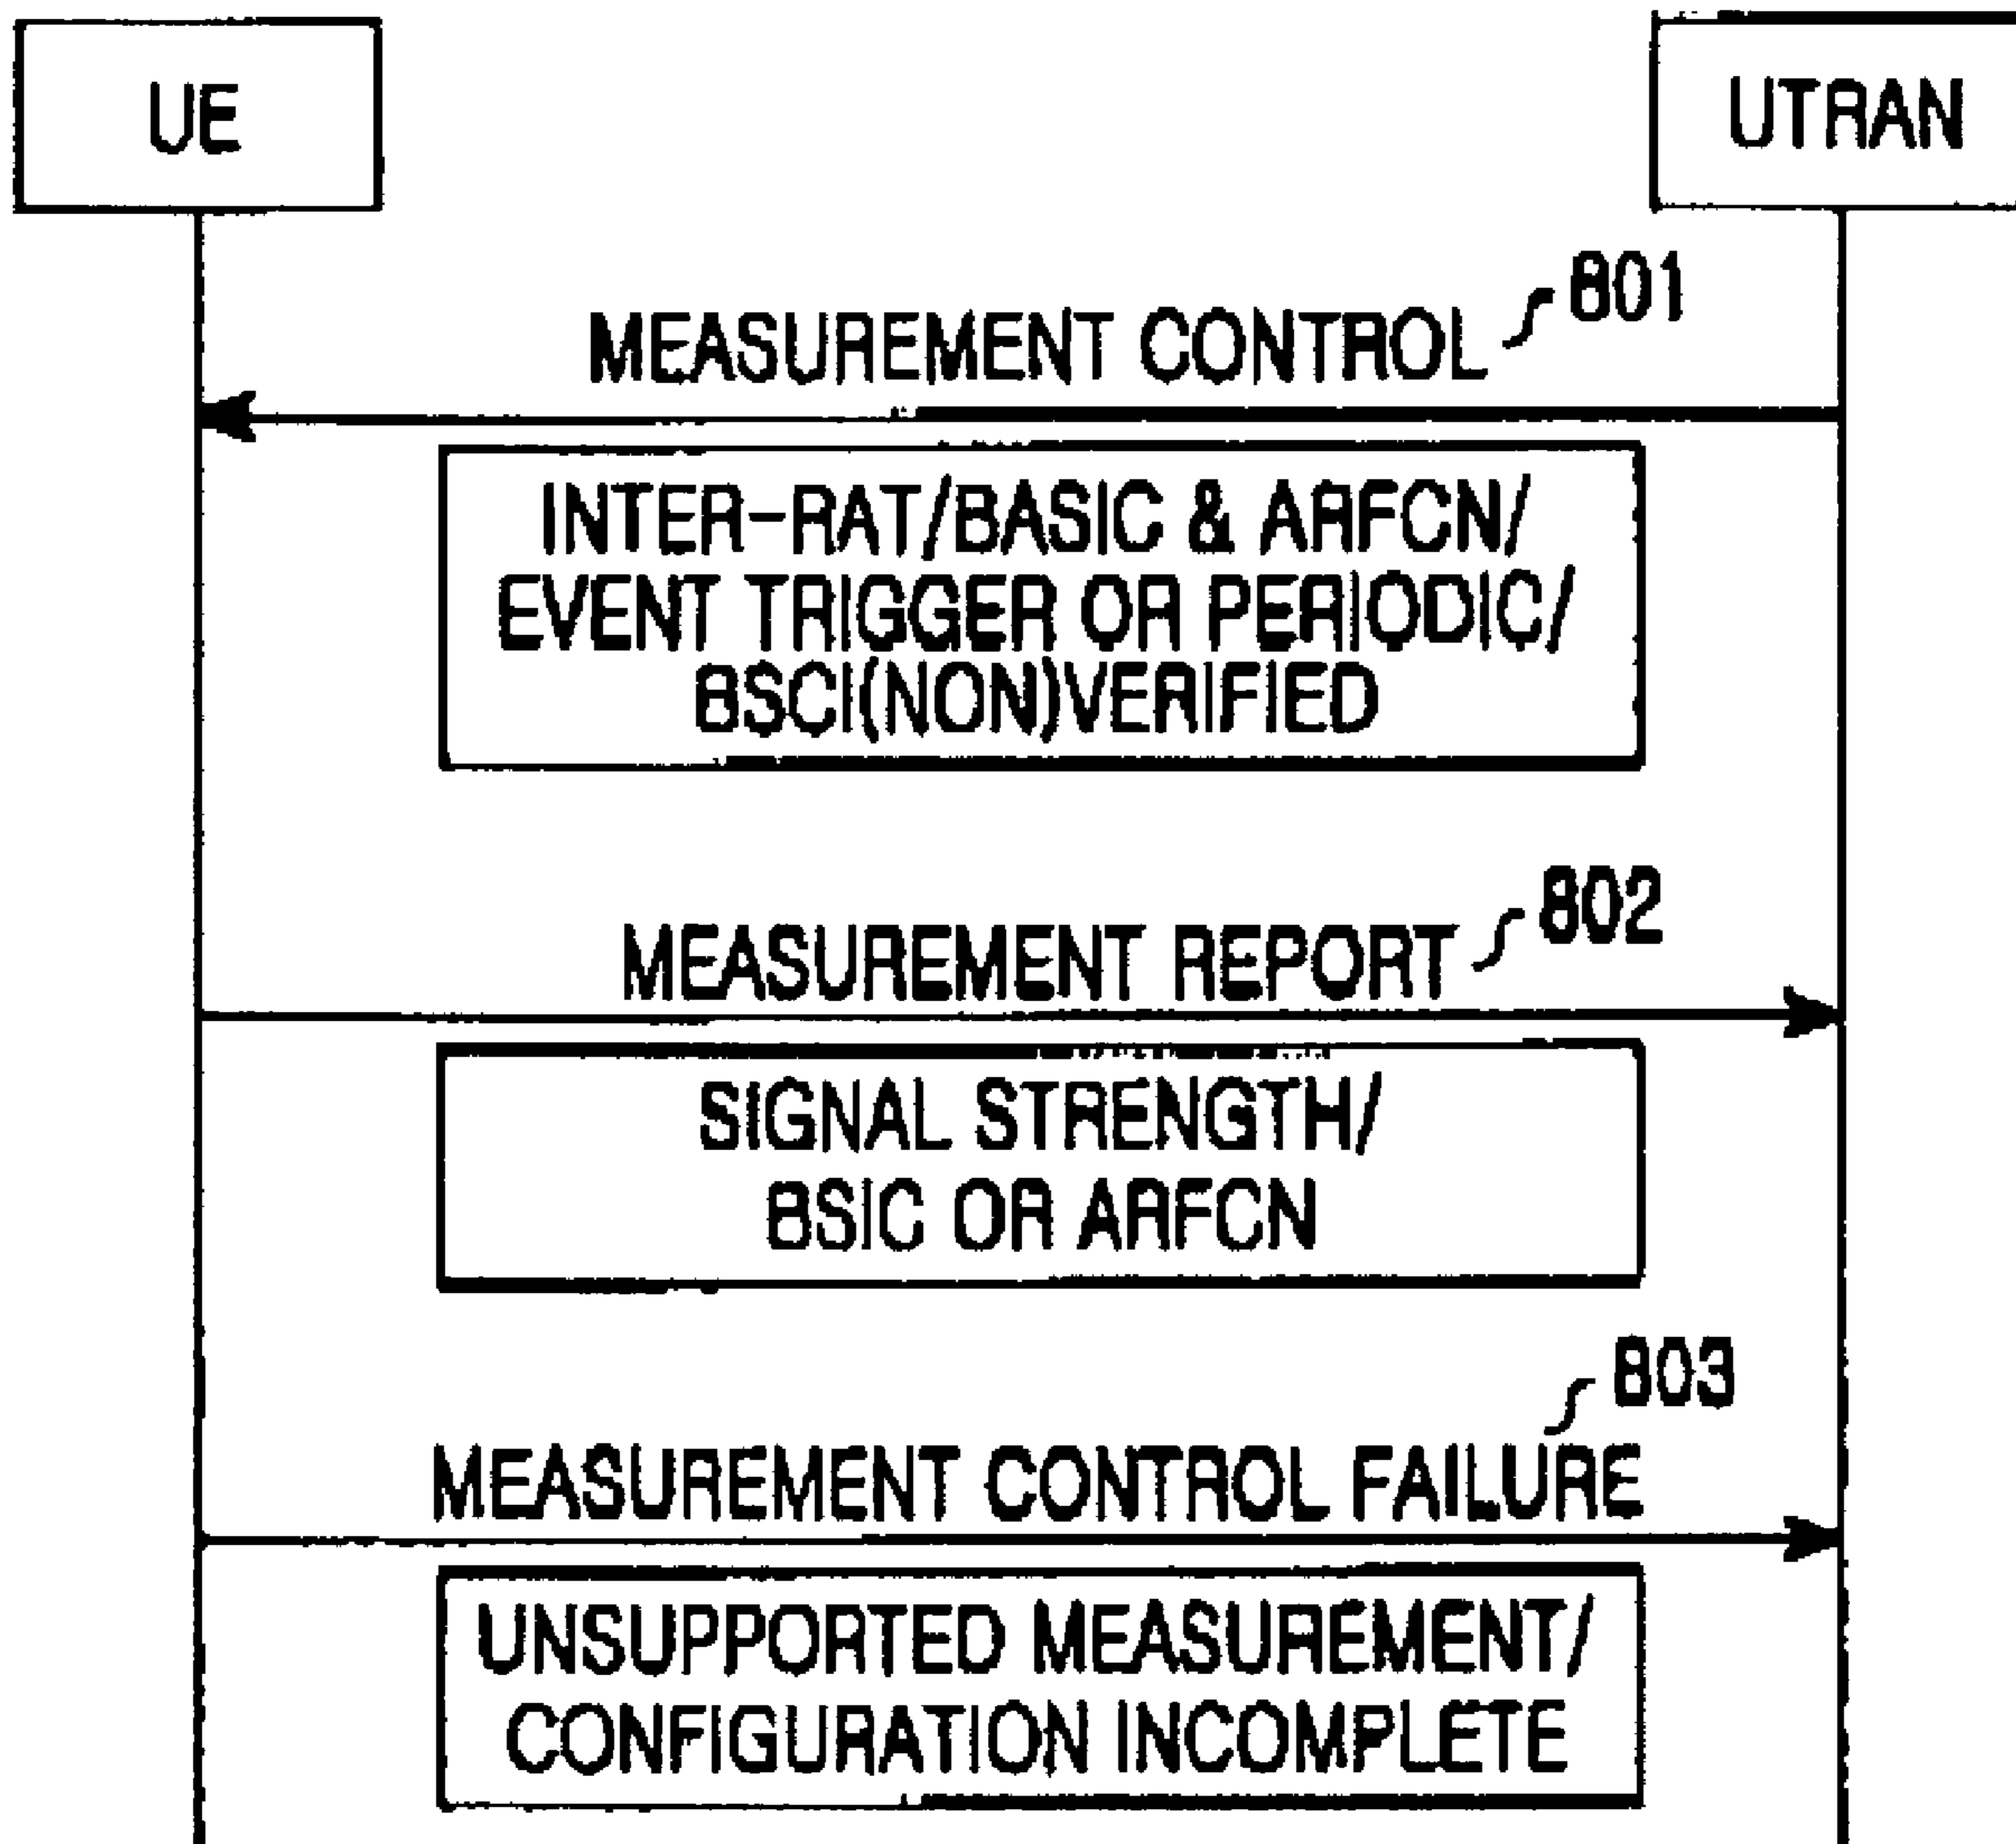 UE
UTRAN
MEASUREMENT CONTROL 801
INTER-RAT/BASIC & ARFCN/
EVENT TRIGGER OR PERIODIC/
BSCI(NON)VERIFIED
MEASUREMENT REPORT 802
SIGNAL STRENGTH/
BSIC OR ARFCN
803
MEASUREMENT CONTROL FAILURE
UNSUPPORTED MEASUREMENT/
CONFIGURATION INCOMPLETE